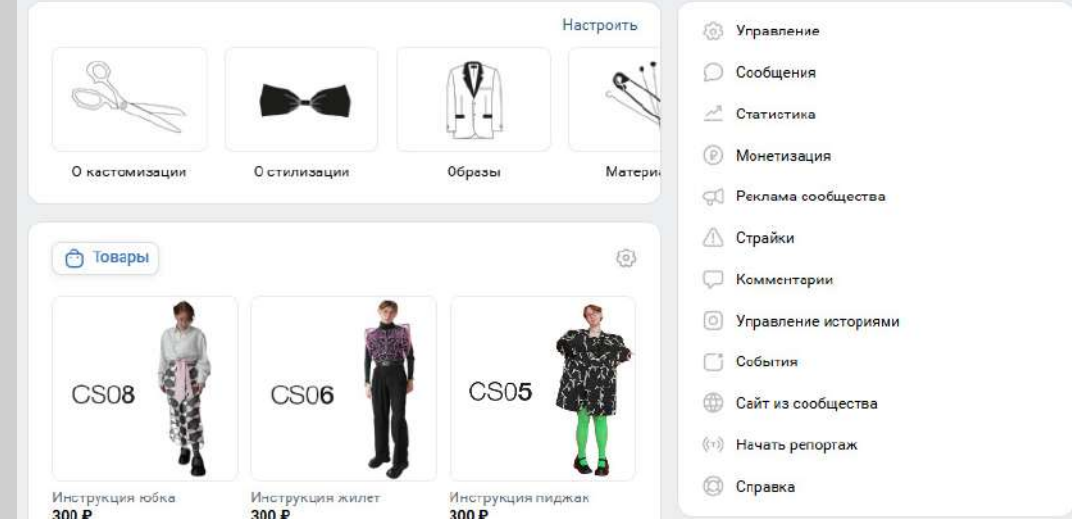 Настроить
О кастомизации
О стилизации
Образы
Матери
Товары
CS08
CS06
CS05
Инструкция юбка
Инструкция жилет
Инструкция пиджак
300 ₽
300 ₽
300 ₽
Управление
Сообщения
Статистика
Монетизация
Реклама сообщества
Страйки
Комментарии
Управление историями
События
Сайт из сообщества
Начать репортаж
Справка